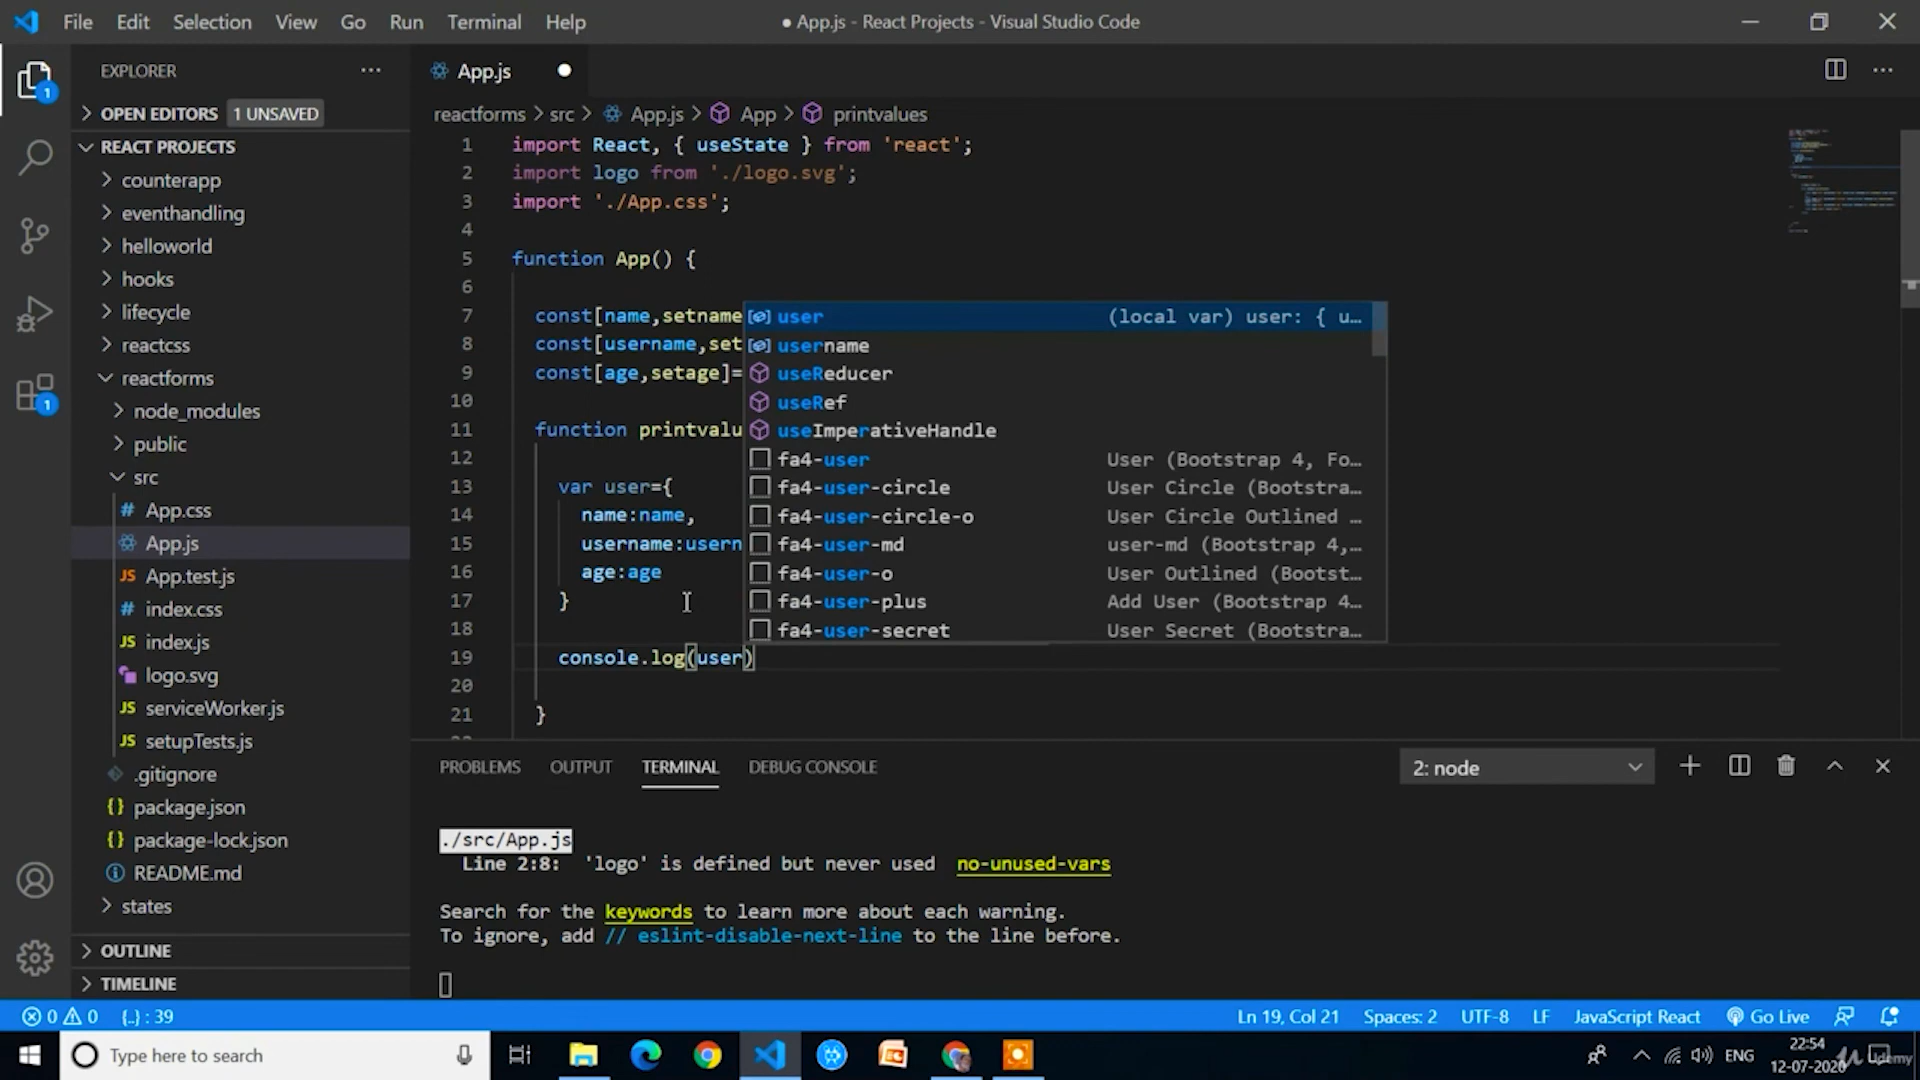 File Edit Selection View Go Run Terminal Help
● App.js - React Projects - Visual Studio Code
EXPLORER
OPEN EDITORS 1 UNSAVED
REACT PROJECTS
counterapp
eventhandling
helloworld
hooks
lifecycle
reactcss
reactforms
node_modules
public
src
# App.css
App.js
JS App.test.js
# index.css
JS index.js
logo.svg
JS serviceWorker.js
JS setupTests.js
.gitignore
{} package.json
{} package-lock.json
README.md
states
OUTLINE
TIMELINE
1
1
App.js
reactforms > src > App.js > App > printvalues
1 import React, { useState } from 'react';
2 import logo from './logo.svg';
3 import './App.css';
4
5 function App() {
6
7 const[name,setname
8 const[username,set
9 const[age,setage]=
10
11 function printvalu
12
13 var user={
14 name:name,
15 username:usern
16 age:age
17 }
18
19 console.log(user)
20
21 }
user (local var) user: { u…
username
useReducer
useRef
useImperativeHandle
fa4-user User (Bootstrap 4, Fo…
fa4-user-circle User Circle (Bootstra…
fa4-user-circle-o User Circle Outlined …
fa4-user-md user-md (Bootstrap 4,…
fa4-user-o User Outlined (Bootst…
fa4-user-plus Add User (Bootstrap 4…
fa4-user-secret User Secret (Bootstra…
PROBLEMS OUTPUT TERMINAL DEBUG CONSOLE
2: node
./src/App.js
Line 2:8: 'logo' is defined but never used no-unused-vars
Search for the keywords to learn more about each warning.
To ignore, add // eslint-disable-next-line to the line before.
0 0 {..} : 39
Ln 19, Col 21 Spaces: 2 UTF-8 LF JavaScript React Go Live
Type here to search
ENG
22:54
12-07-2020
Udemy